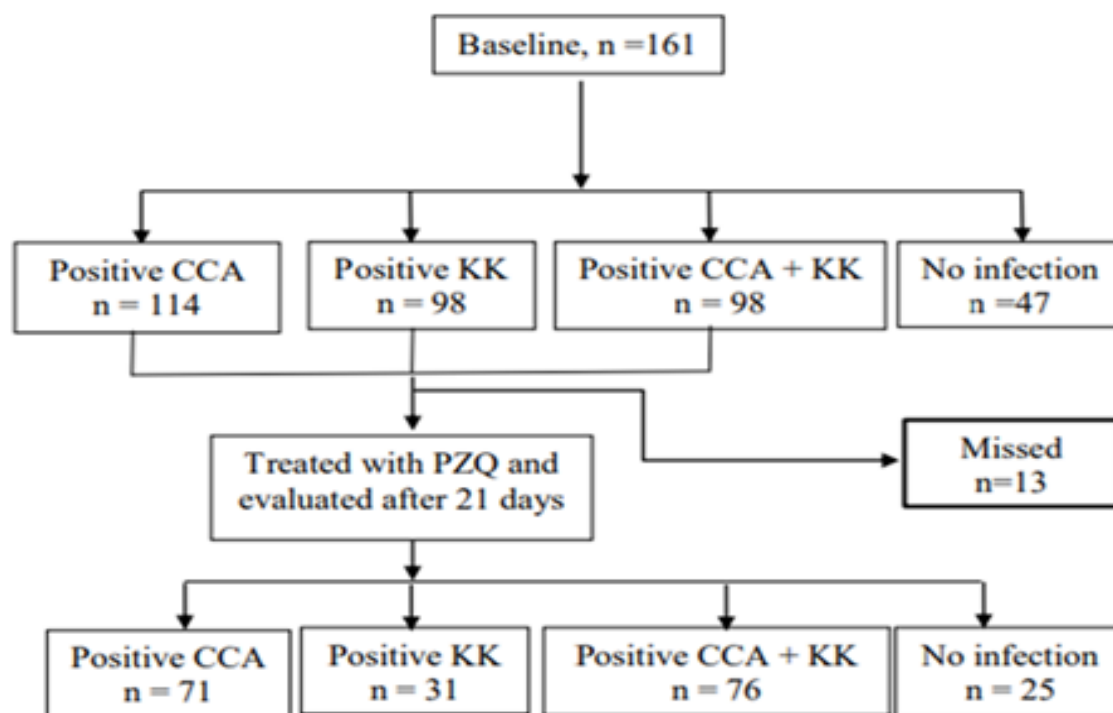 Baseline, n =161
Positive CCA
n = 114
Positive KK
n = 98
Positive CCA + KK
n = 98
No infection
n =47
Treated with PZQ and
evaluated after 21 days
Missed
n=13
Positive CCA
n = 71
Positive KK
n = 31
Positive CCA + KK
n = 76
No infection
n = 25